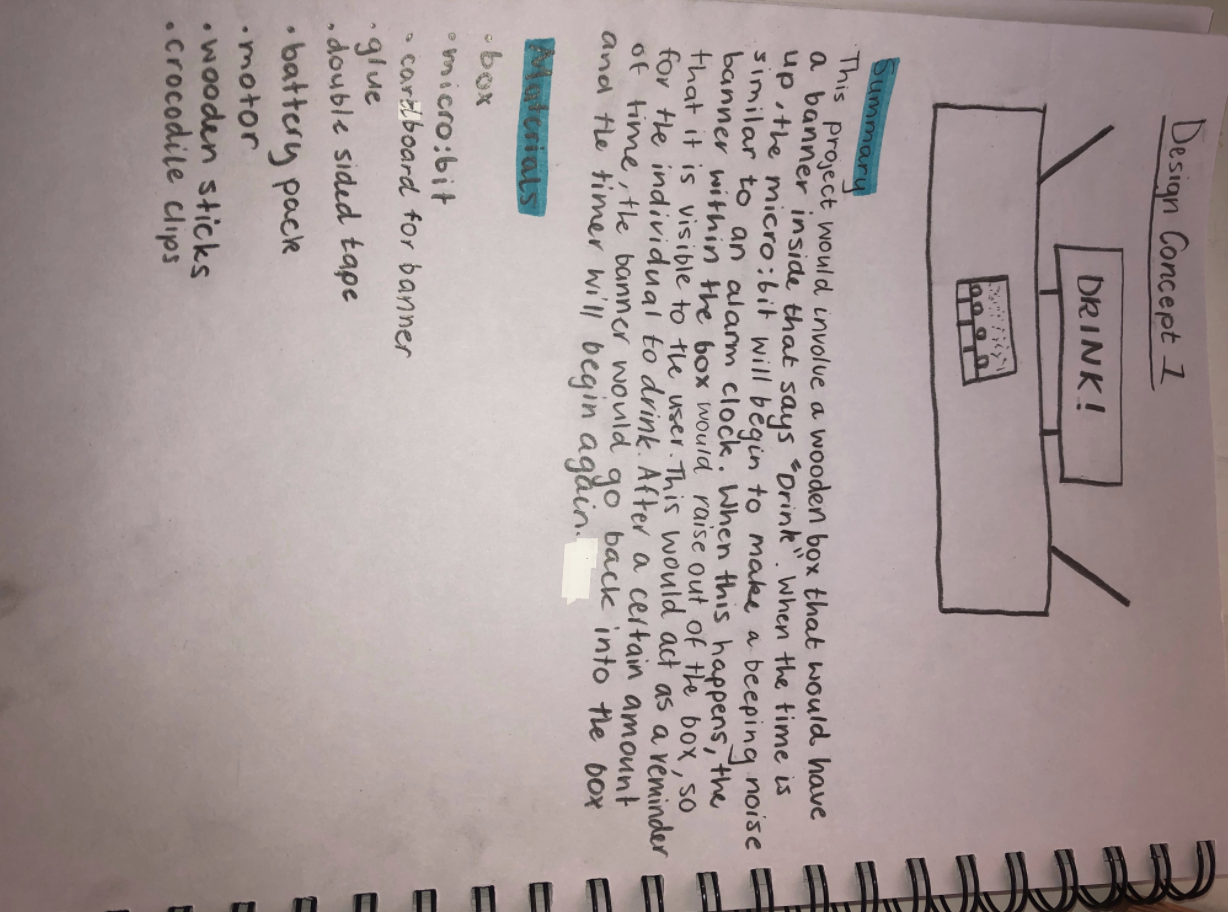 Design Concept 1
DRINK!
Summary
This project would involve a wooden box that would have
a banner inside that says "Drink". When the time is
up, the micro:bit will begin to make a beeping noise
similar to an alarm clock. When this happens, the
banner within the box would raise out of the box, so
that it is visible to the user. This would act as a reminder
for the individual to drink. After a certain amount
of time, the banner would go back into the box
and the timer will begin again.
Materials
• box
• micro:bit
• cardboard for banner
• glue
• double sided tape
• battery pack
• motor
• wooden sticks
• crocodile clips